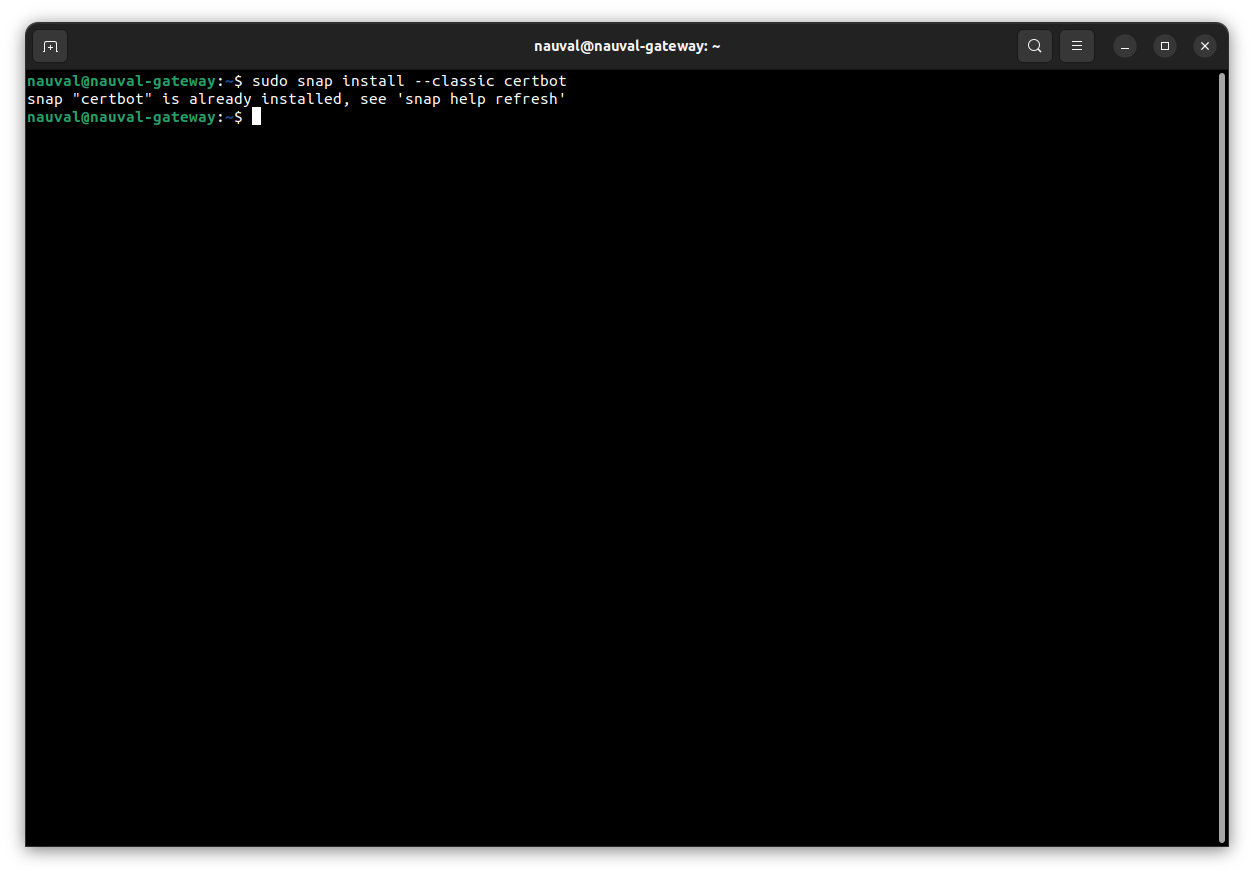 nauval@nauval-gateway: ~
nauval@nauval-gateway:~$ sudo snap install --classic certbot
snap "certbot" is already installed, see 'snap help refresh'
nauval@nauval-gateway:~$